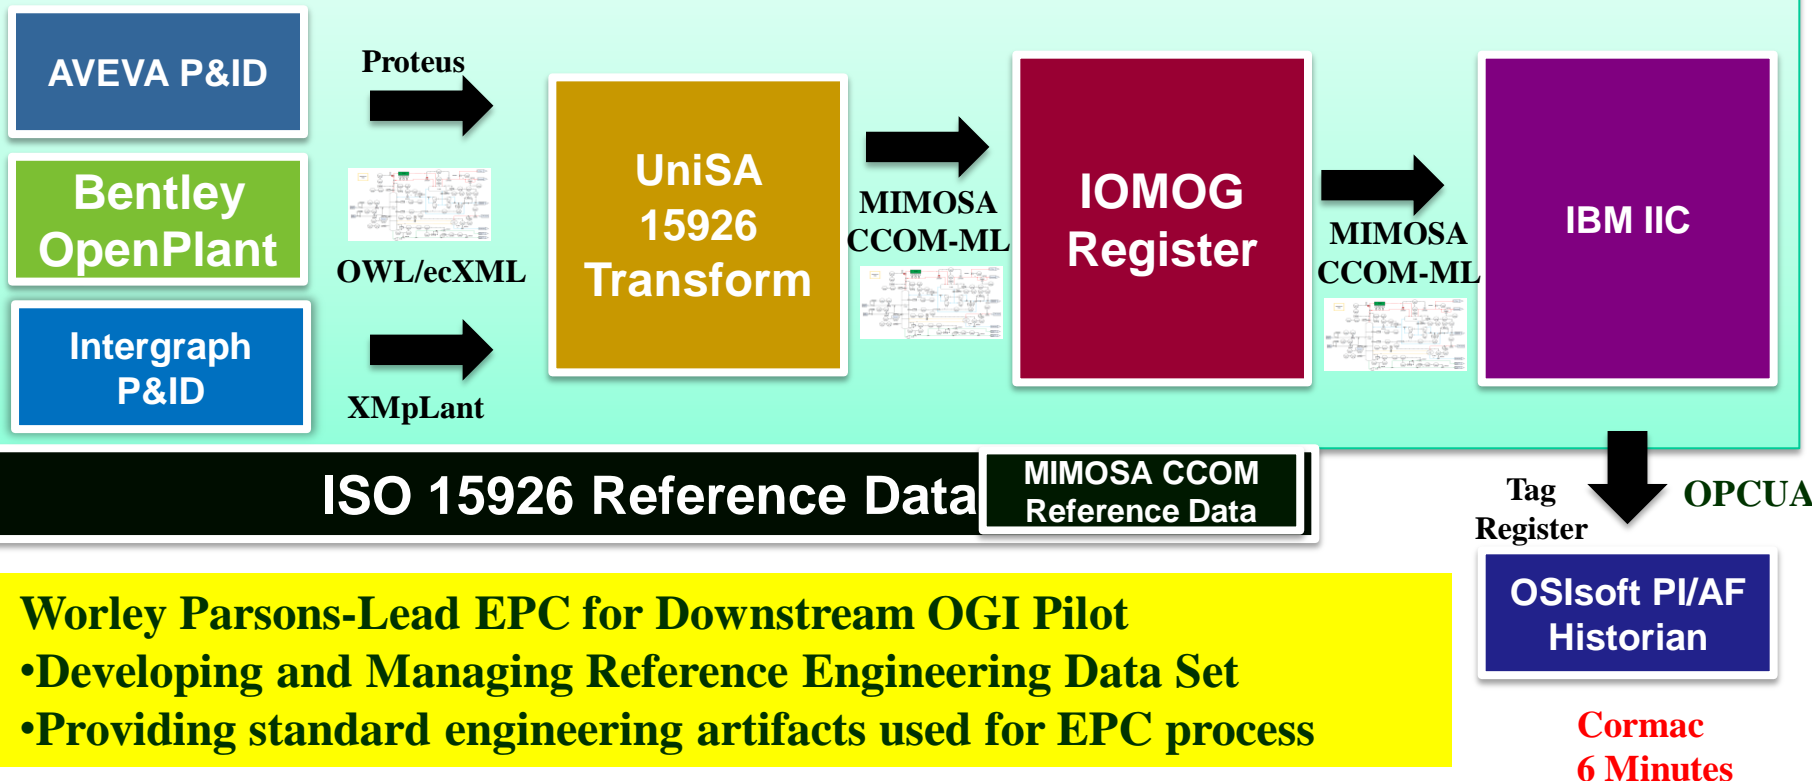 AVEVA P&ID
Bentley
OpenPlant
Intergraph
P&ID
Proteus
OWL/ecXML
XMpLant
UniSA
15926
Transform
MIMOSA
CCOM-ML
IOMOG
Register
MIMOSA
CCOM-ML
IBM IIC
ISO 15926 Reference Data
MIMOSA CCOM
Reference Data
Tag
Register
OPCUA
OSIsoft PI/AF
Historian
Worley Parsons-Lead EPC for Downstream OGI Pilot
•Developing and Managing Reference Engineering Data Set
•Providing standard engineering artifacts used for EPC process
Cormac
6 Minutes